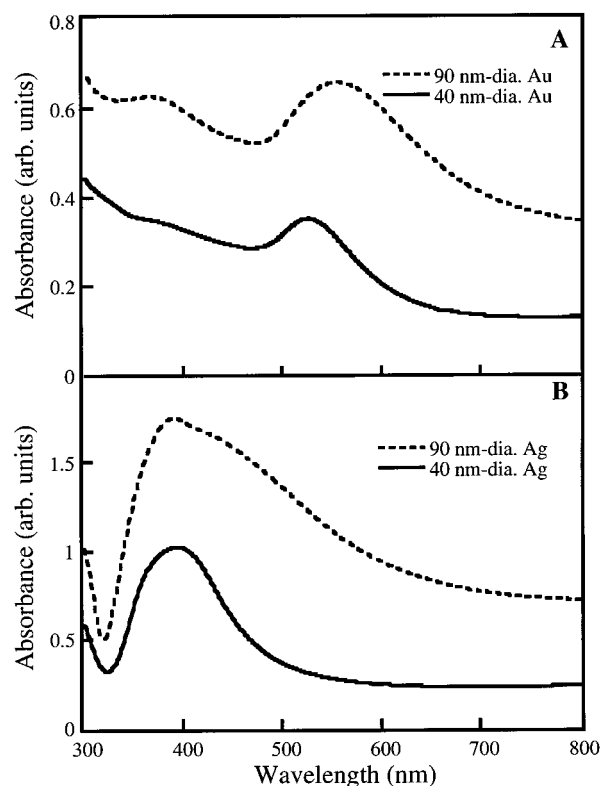 0.8
A
90 nm-dia. Au
40 nm-dia. Au
0.6
0.4
0.2
0
Absorbance (arb. units)
B
90 nm-dia. Ag
40 nm-dia. Ag
1.5
1
0.5
0
Absorbance (arb. units)
300 400 500 600 700 800
Wavelength (nm)